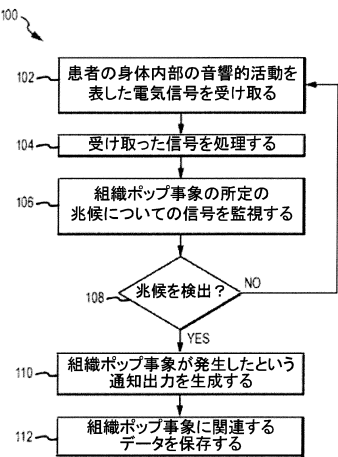 100
102
患者の身体内部の音響的活動を
表した電気信号を受け取る
104
受け取った信号を処理する
106
組織ポップ事象の所定の
兆候についての信号を監視する
108
兆候を検出?
NO
YES
110
組織ポップ事象が発生したという
通知出力を生成する
112
組織ポップ事象に関連する
データを保存する